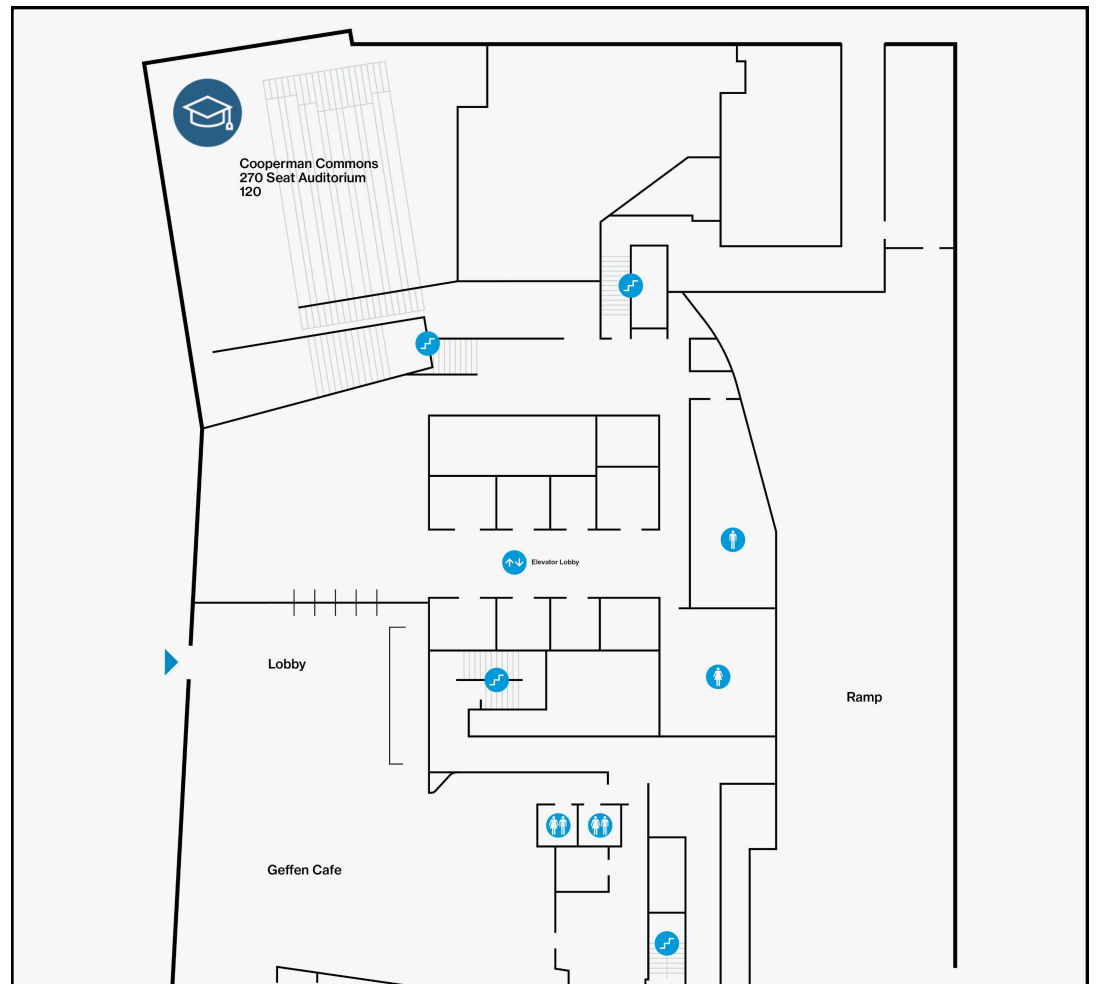 Cooperman Commons
270 Seat Auditorium
120
Elevator Lobby
Lobby
Ramp
Geffen Cafe